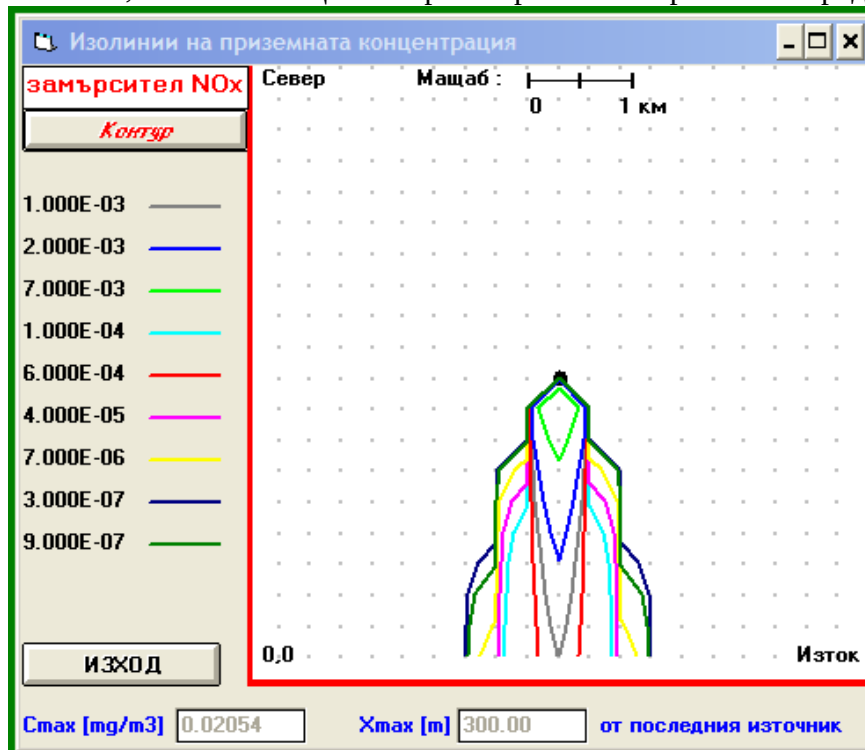 Изолинии на приземната концентрация
замърсител NOx
Контур
1.000E-03
2.000E-03
7.000E-03
1.000E-04
6.000E-04
4.000E-05
7.000E-06
3.000E-07
9.000E-07
ИЗХОД
Север
Мащаб :
0 1 км
0,0
Изток
Cmax [mg/m3] 0.02054 Xmax [m] 300.00 от последния източник